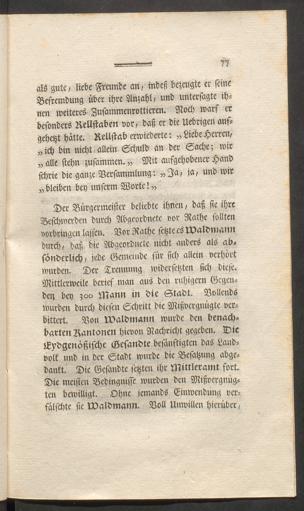 77
als gute, liebe Freunde an, indeß bezeugte er seine
Befremdung über ihre Anzahl, und untersagte ih-
nen weiteres Zusammenrottieren. Noch warf er
besonders Rellstaben vor, daß er die Uebrigen auf-
gehetzt hätte. Rellstab erwiederte: „Liebe Herren,
„ich bin nicht allein Schuld an der Sache; wir
„alle stehn zusammen.„ Mit aufgehobener Hand
schrie die ganze Versammlung: „Ja, ja, und wir
„bleiben bey unserm Worte!„
Der Bürgermeister beliebte ihnen, daß sie ihre
Beschwerden durch Abgeordnete vor Rathe sollten
vorbringen lassen. Vor Rathe setzte es Waldmann
durch, daß die Abgeordnete nicht anders als ab-
sönderlich, jede Gemeinde für sich allein verhört
wurden. Der Trennung widersetzten sich diese.
Mittlerweile berief man aus den ruhigern Gegen-
den bey 300 Mann in die Stadt. Vollends
wurden durch diesen Schritt die Mißvergnügte ver-
bittert. Von Waldmann wurde den benach-
barten Kantonen hievon Nachricht gegeben. Die
Eydgenößische Gesandte besänftigten das Land-
volk und in der Stadt wurde die Besatzung abge-
dankt. Die Gesandte setzten ihr Mittleramt fort.
Die meisten Bedingnisse wurden den Mißvergnüg-
ten bewilligt. Ohne jemands Einwendung ver-
fälschte sie Waldmann. Voll Unwillen hierüber,